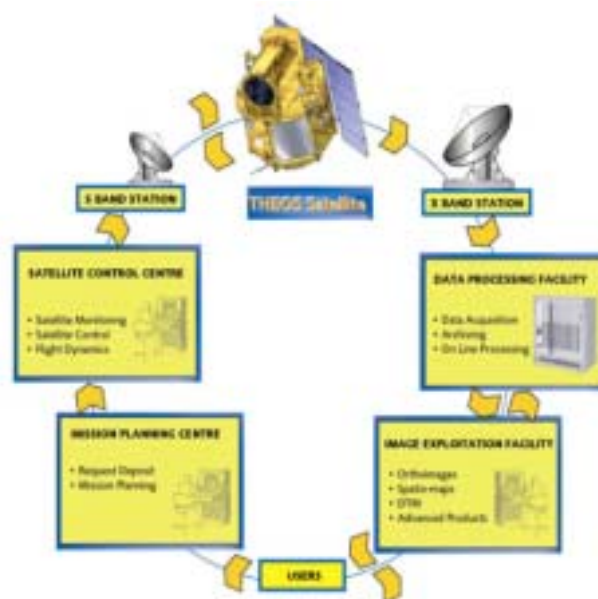 THEOS Satellite
S BAND STATION
X BAND STATION
SATELLITE CONTROL CENTRE
• Satellite Monitoring
• Satellite Control
• Flight Dynamics
DATA PROCESSING FACILITY
• Data Acquisition
• Archiving
• On Line Processing
MISSION PLANNING CENTRE
• Request Deposit
• Mission Planning
IMAGE EXPLOITATION FACILITY
• Orthoimages
• Spatio-maps
• DTM
• Advanced Products
USERS